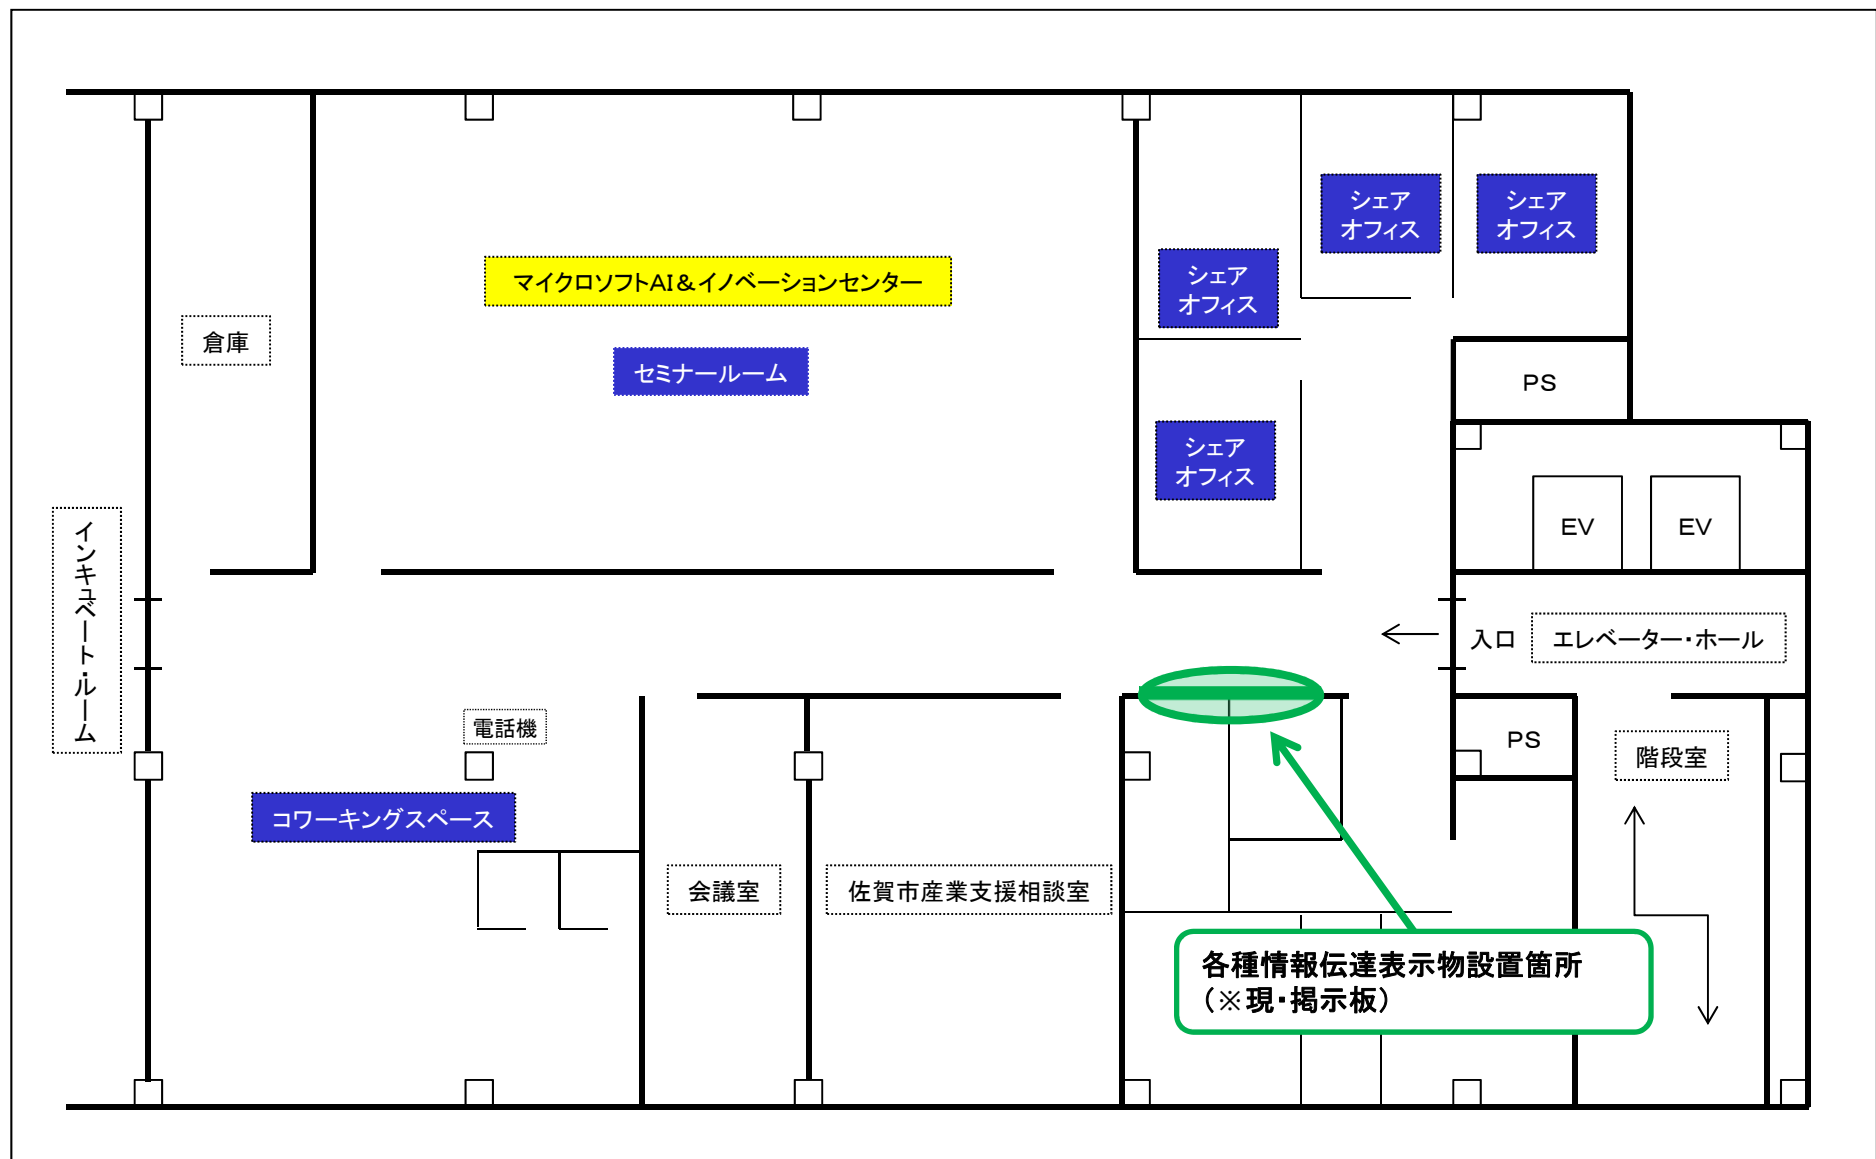 シェア
オフィス
シェア
オフィス
シェア
オフィス
マイクロソフトAI&イノベーションセンター
倉庫
セミナールーム
PS
シェア
オフィス
EV
EV
インキュベート・ルーム
入口
エレベーター・ホール
電話機
PS
階段室
コワーキングスペース
会議室
佐賀市産業支援相談室
各種情報伝達表示物設置箇所
(※現・掲示板)